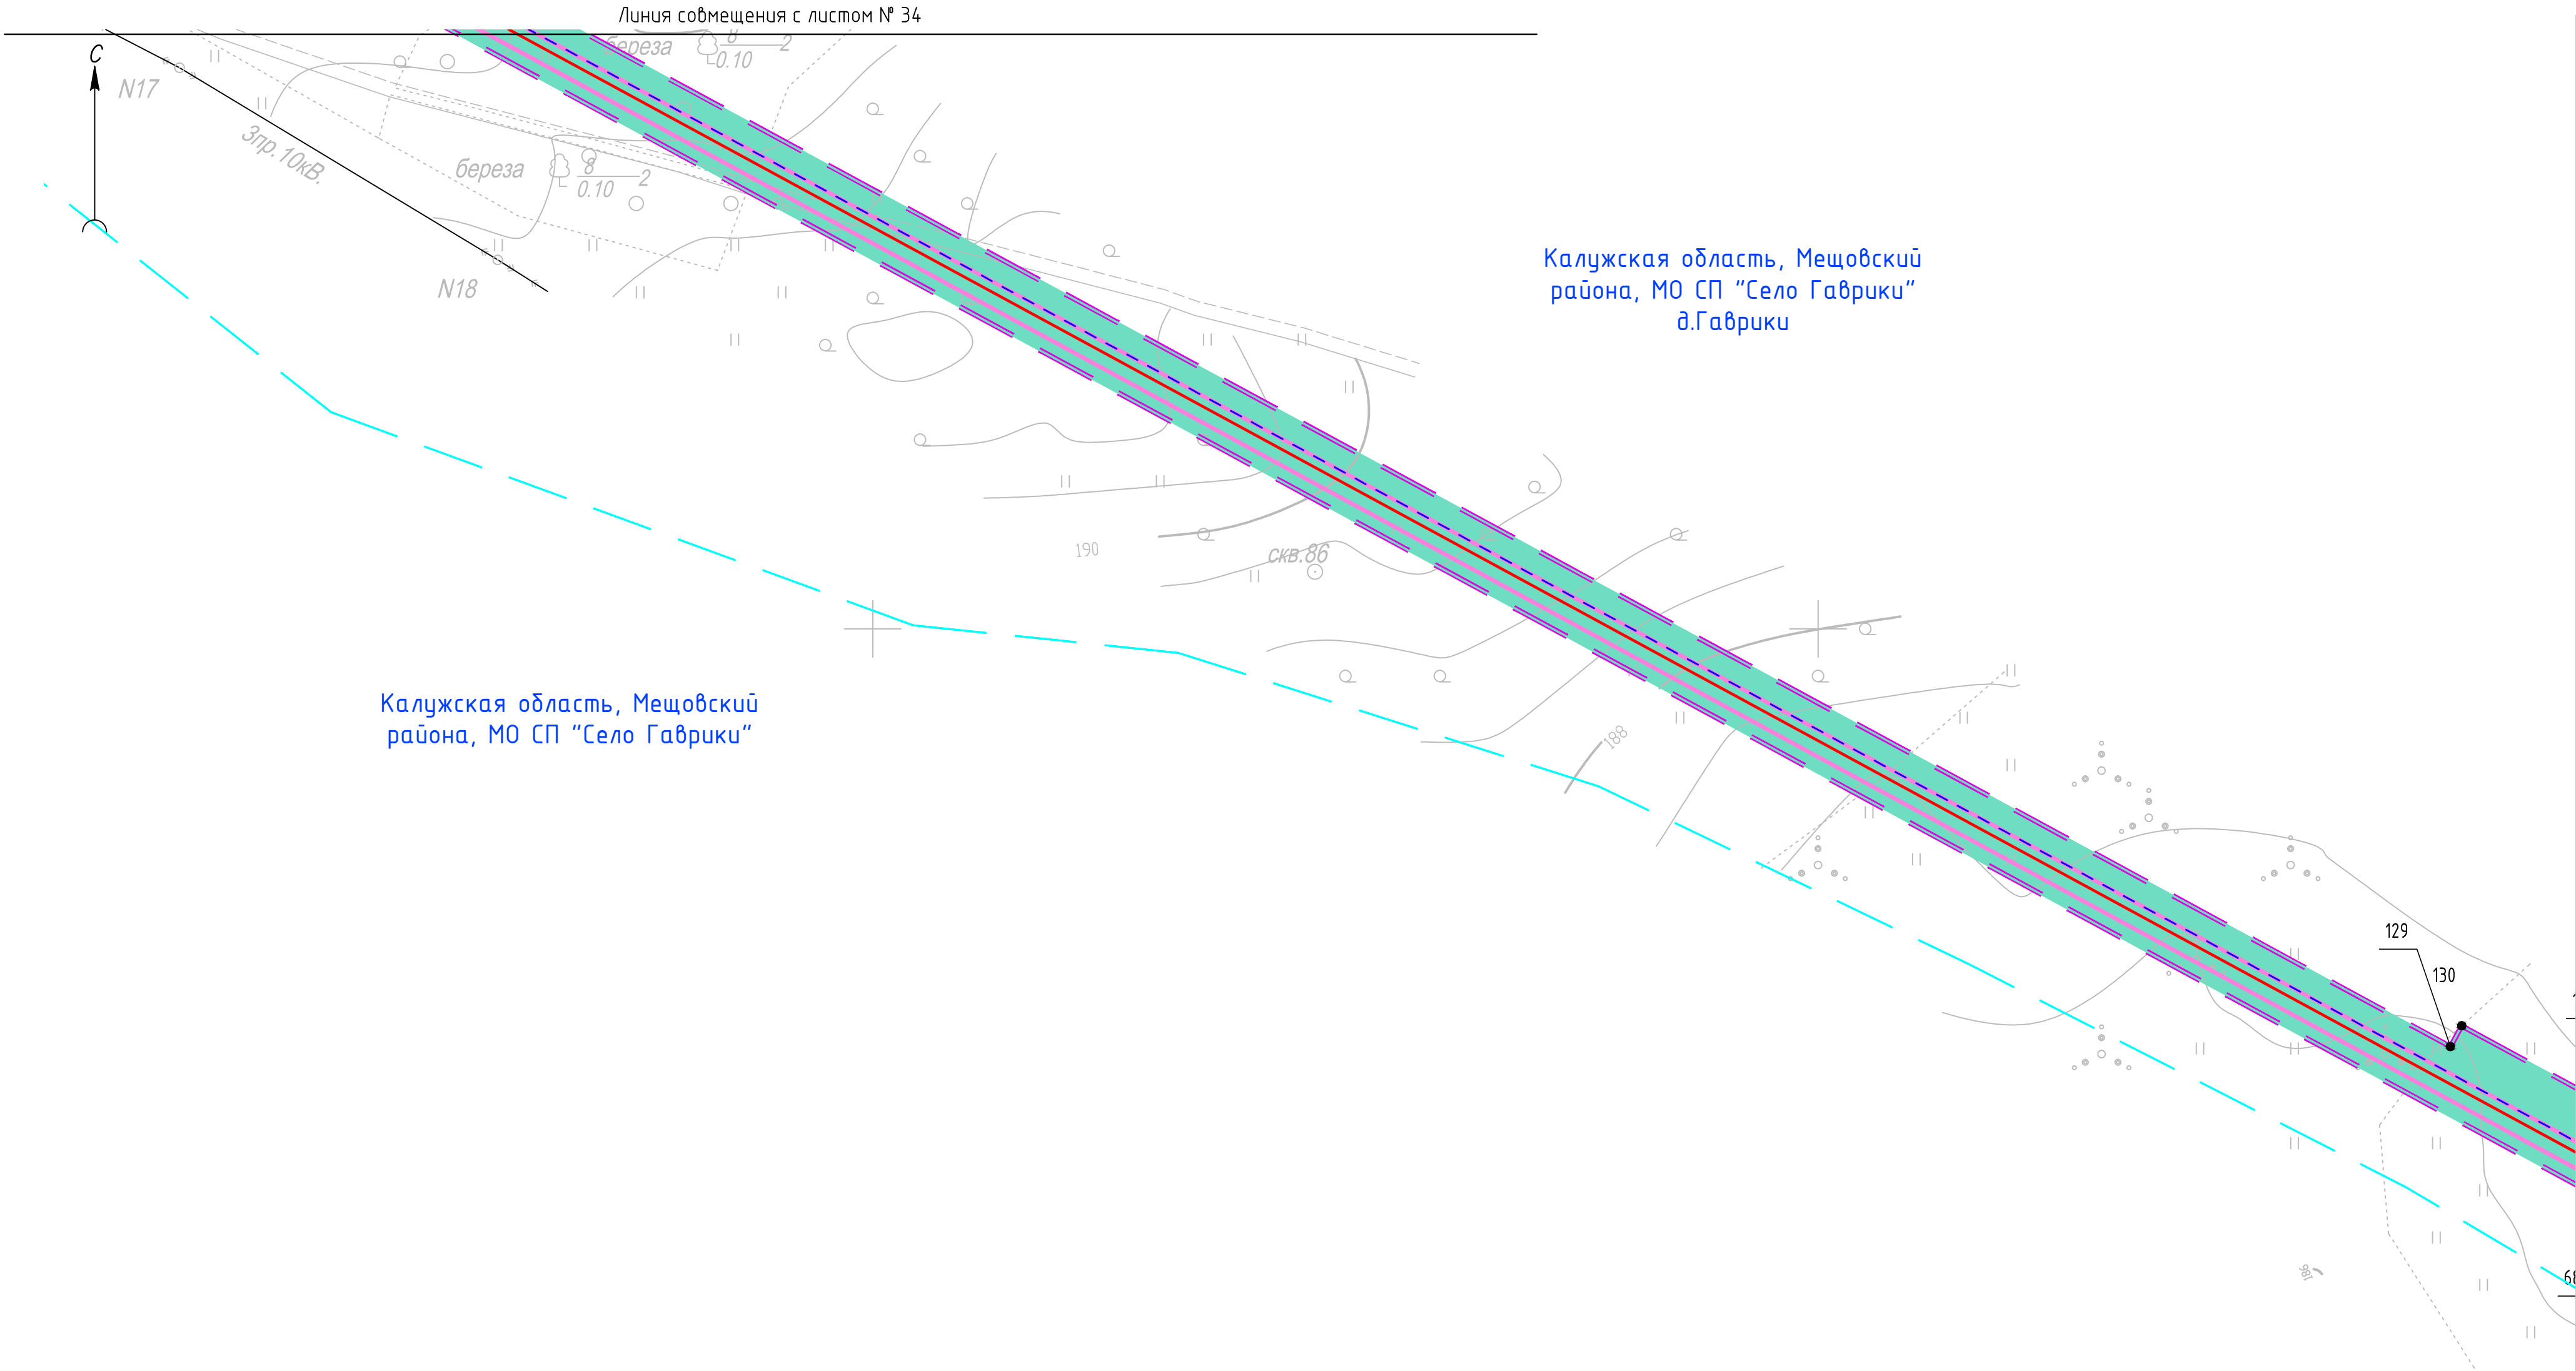 Линия совмещения с листом № 34
С
N17
береза
8
0.10
2
3пр.10кВ.
береза
8
0.10
2
N18
Калужская область, Мещовский
района, МО СП "Село Гаврики"
д.Гаврики
190
скв.86
Калужская область, Мещовский
района, МО СП "Село Гаврики"
188
129
130
186